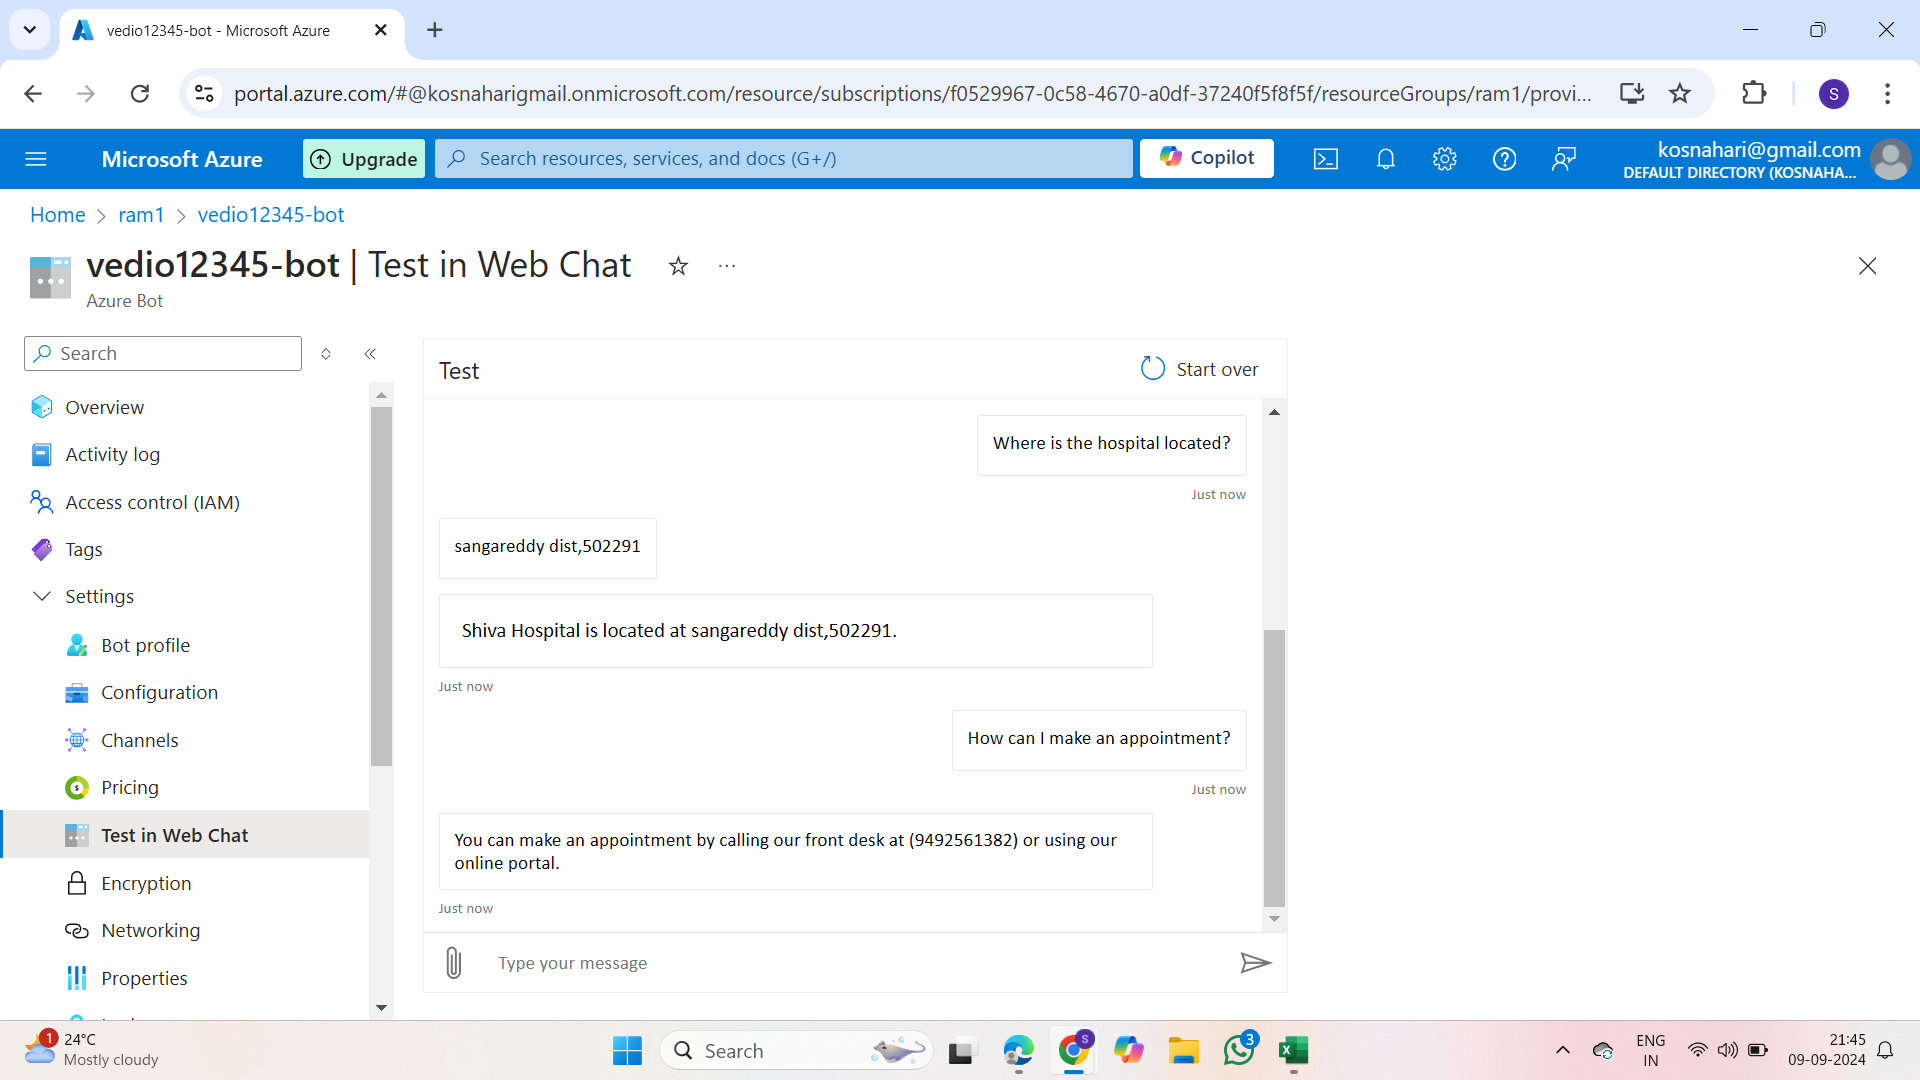 vedio12345-bot - Microsoft Azure
portal.azure.com/#@kosnaharigmail.onmicrosoft.com/resource/subscriptions/f0529967-0c58-4670-a0df-37240f5f8f5f/resourceGroups/ram1/provi...
S
Microsoft Azure
Upgrade
Search resources, services, and docs (G+/)
Copilot
kosnahari@gmail.com
DEFAULT DIRECTORY (KOSNAHA...
Home > ram1 > vedio12345-bot
vedio12345-bot | Test in Web Chat
Azure Bot
Search
Overview
Activity log
Access control (IAM)
Tags
Settings
Bot profile
Configuration
Channels
Pricing
Test in Web Chat
Encryption
Networking
Properties
Test
Start over
Where is the hospital located?
Just now
sangareddy dist,502291
Shiva Hospital is located at sangareddy dist,502291.
Just now
How can I make an appointment?
Just now
You can make an appointment by calling our front desk at (9492561382) or using our
online portal.
Just now
Type your message
1
24°C
Mostly cloudy
Search
S
3
ENG
IN
21:45
09-09-2024